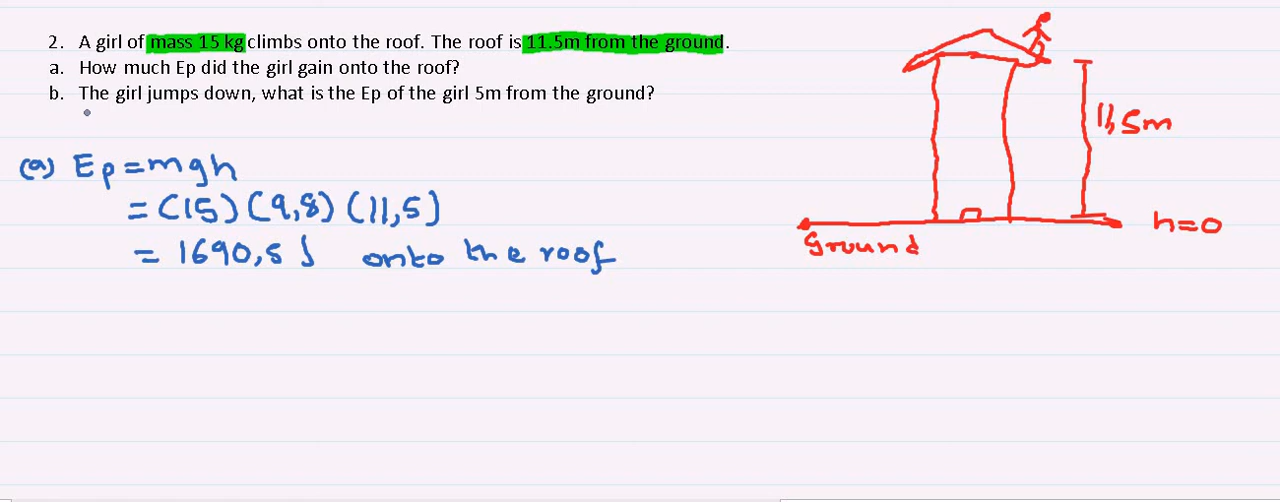 2. A girl of mass 15 kg climbs onto the roof. The roof is 11.5m from the ground.
a. How much Ep did the girl gain onto the roof?
b. The girl jumps down, what is the Ep of the girl 5m from the ground?
(a) Ep = mgh
= (15) (9,8) (11,5)
= 1690,5 J onto the roof
11,5m
h=0
Ground